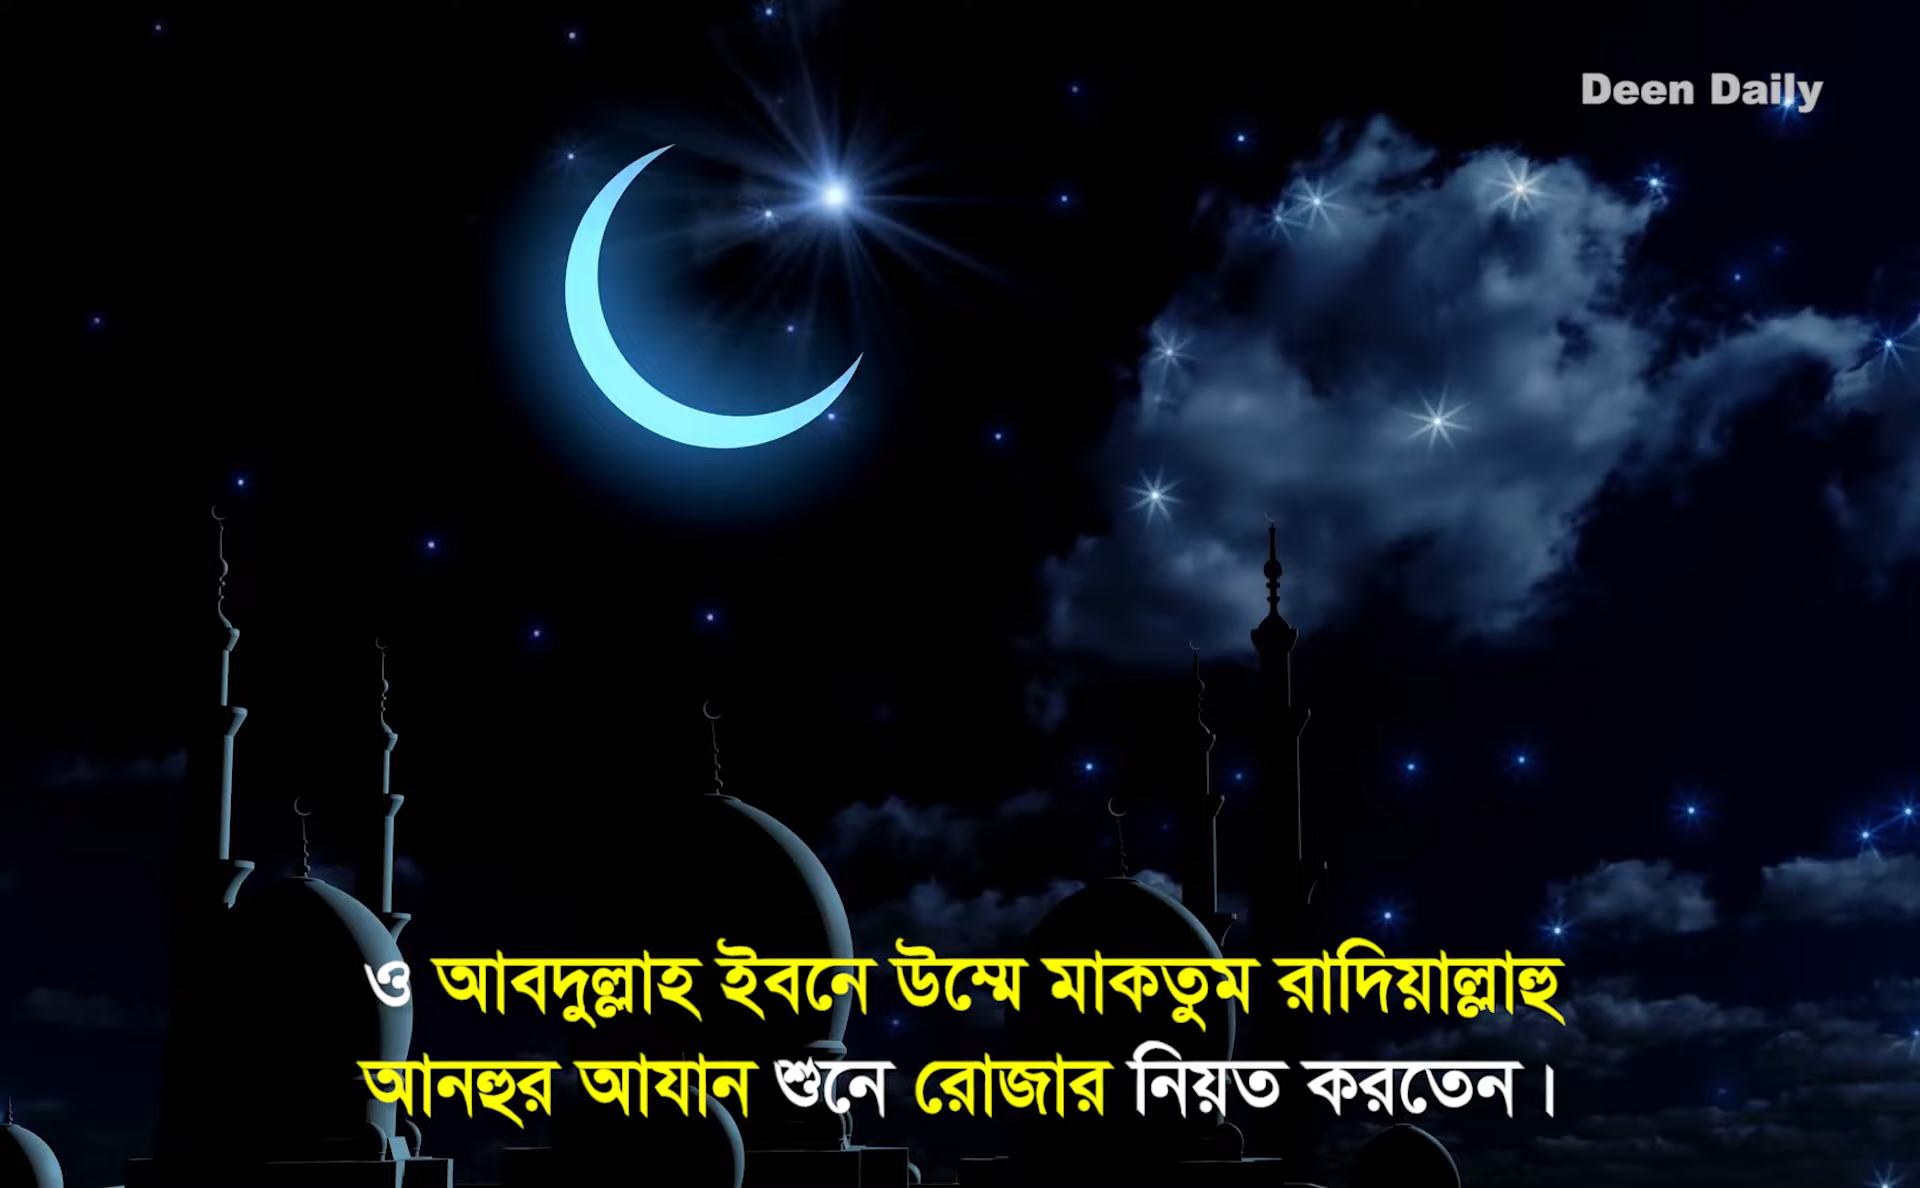 Deen Daily
ও আবদুল্লাহ ইবনে উম্মে মাকতুম রাদিয়াল্লাহু
আনহুর আযান শুনে রোজার নিয়ত করতেন।